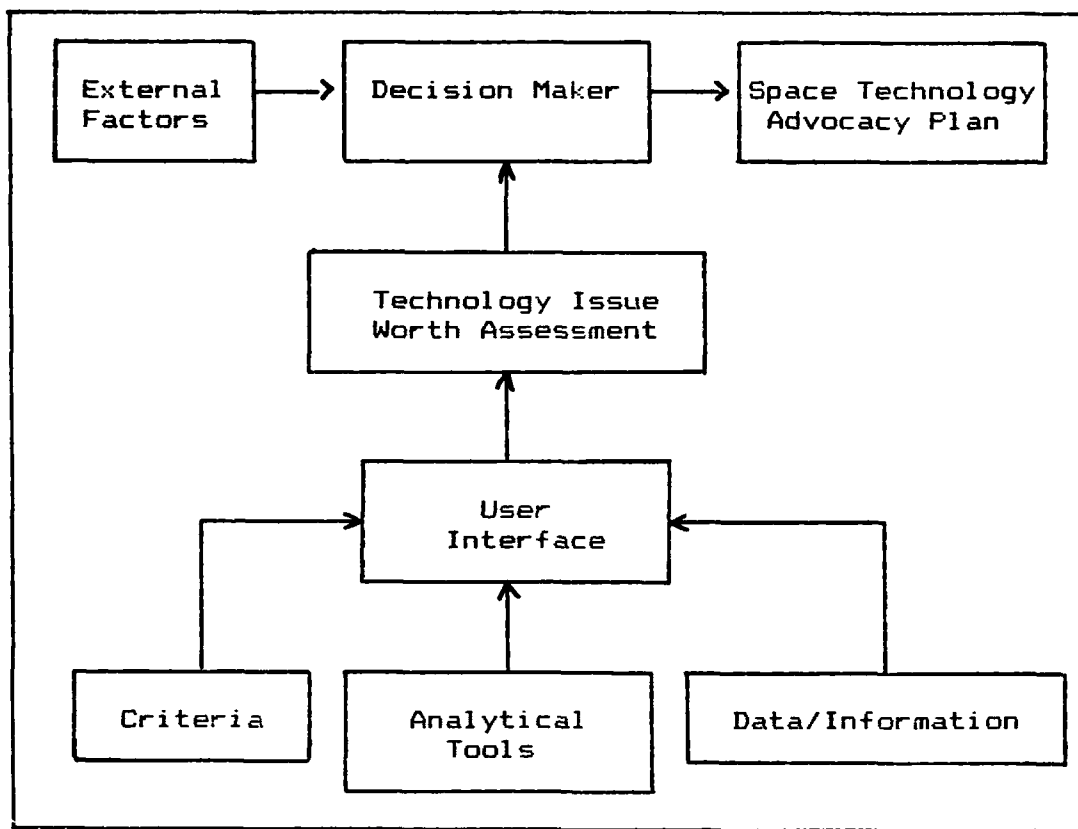 External
Factors
Decision Maker
Space Technology
Advocacy Plan
Technology Issue
Worth Assessment
User
Interface
Criteria
Analytical
Tools
Data/Information